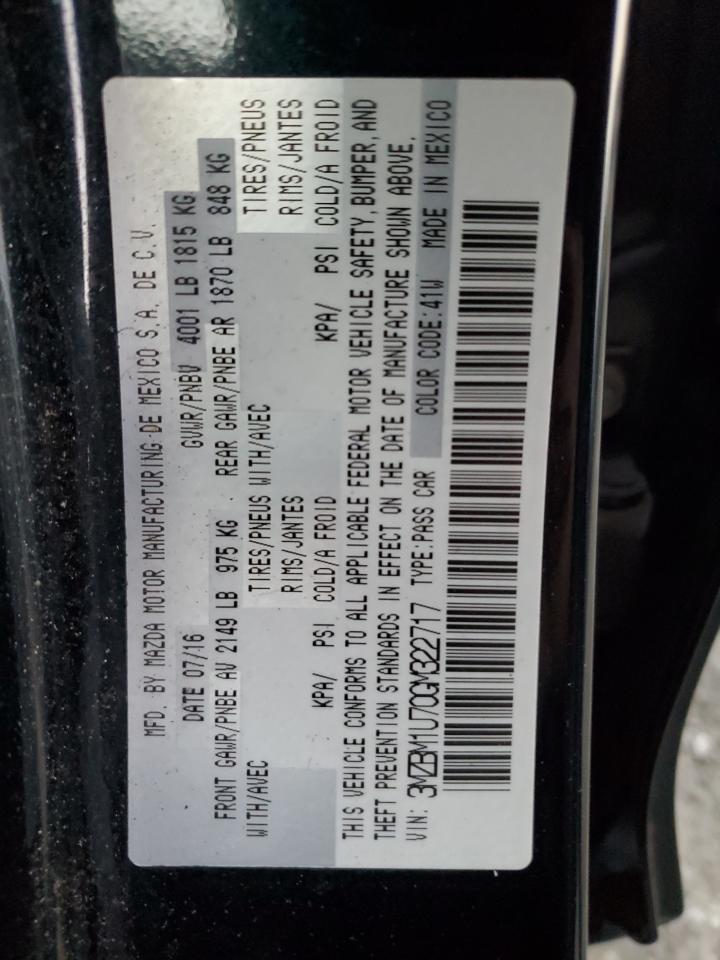 MFD. BY MAZDA MOTOR MANUFACTURING DE MEXICO S.A. DE C.V.
DATE 07/16 GVWR/PNBV 4001 LB 1815 KG
FRONT GAWR/PNBE AV 2149 LB 975 KG REAR GAWR/PNBE AR 1870 LB 848 KG
WITH/AVEC TIRES/PNEUS WITH/AVEC TIRES/PNEUS
RIMS/JANTES RIMS/JANTES
KPA/ PSI COLD/A FROID KPA/ PSI COLD/A FROID
THIS VEHICLE CONFORMS TO ALL APPLICABLE FEDERAL MOTOR VEHICLE SAFETY, BUMPER, AND
THEFT PREVENTION STANDARDS IN EFFECT ON THE DATE OF MANUFACTURE SHOWN ABOVE.
VIN: 3MZBM1U70GM322717 TYPE:PASS CAR COLOR CODE:41W MADE IN MEXICO